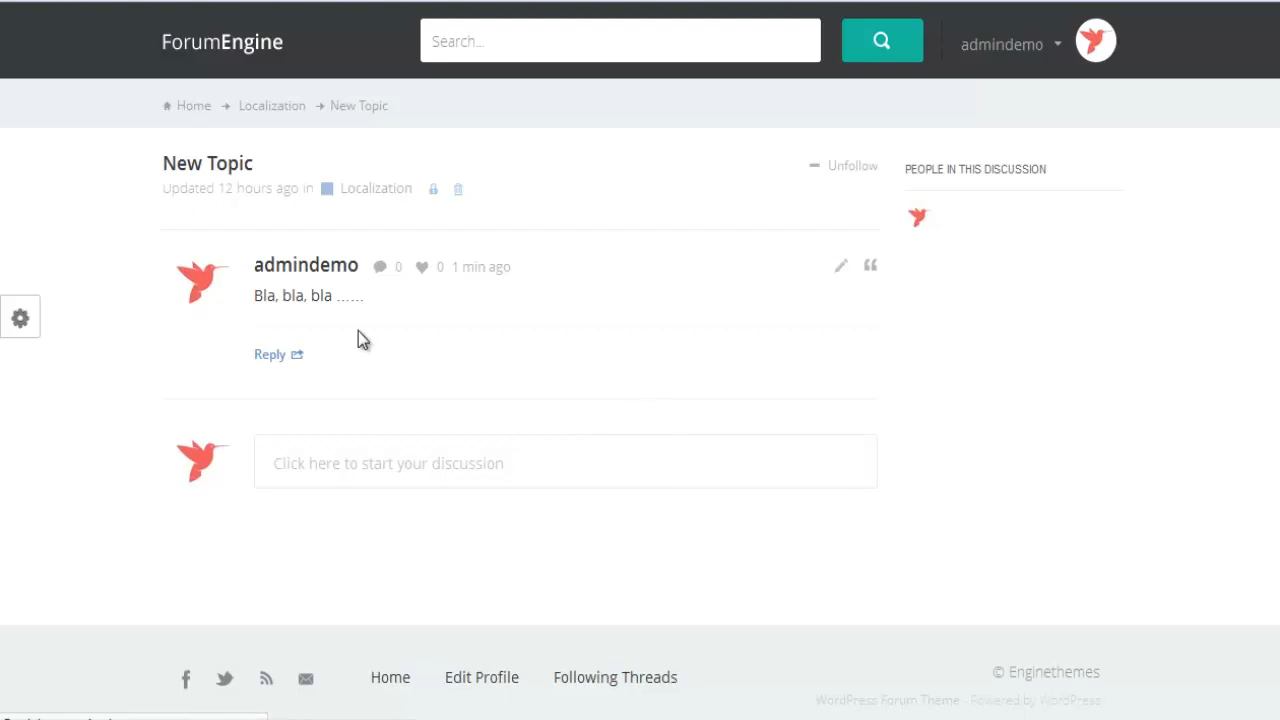 ForumEngine
Search...
admindemo
Home
Localization
New Topic
New Topic
Unfollow
PEOPLE IN THIS DISCUSSION
Updated 12 hours ago in Localization
admindemo 0 0 1 min ago
Bla, bla, bla ......
Reply
Click here to start your discussion
Home
Edit Profile
Following Threads
© Enginethemes
WordPress Forum Theme - Powered by WordPress